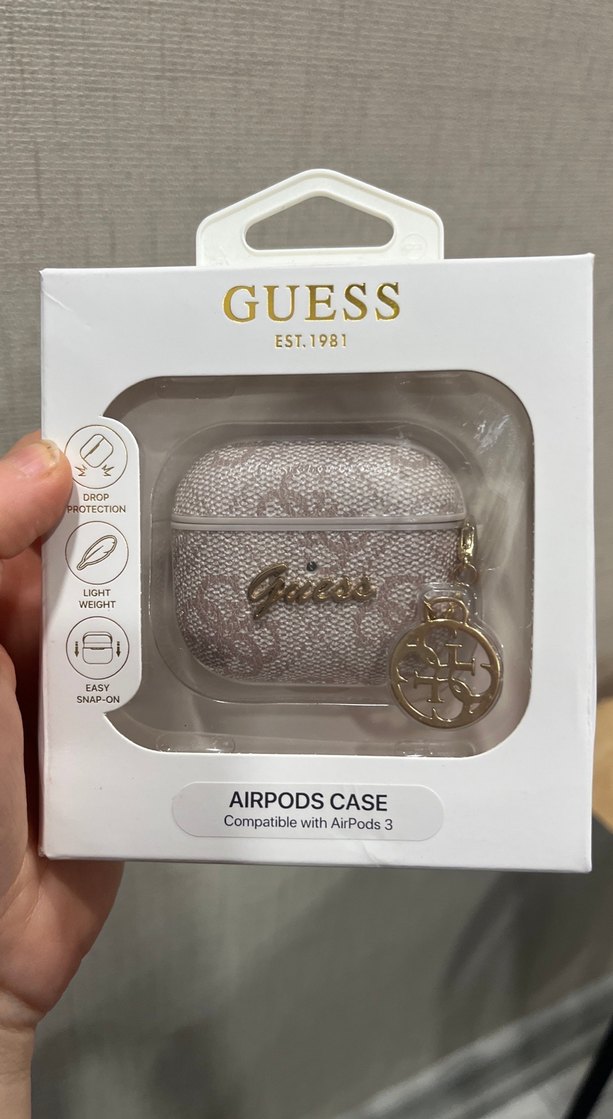 GUESS
EST.1981
DROP
PROTECTION
LIGHT
WEIGHT
EASY
SNAP-ON
Guess
AIRPODS CASE
Compatible with AirPods 3